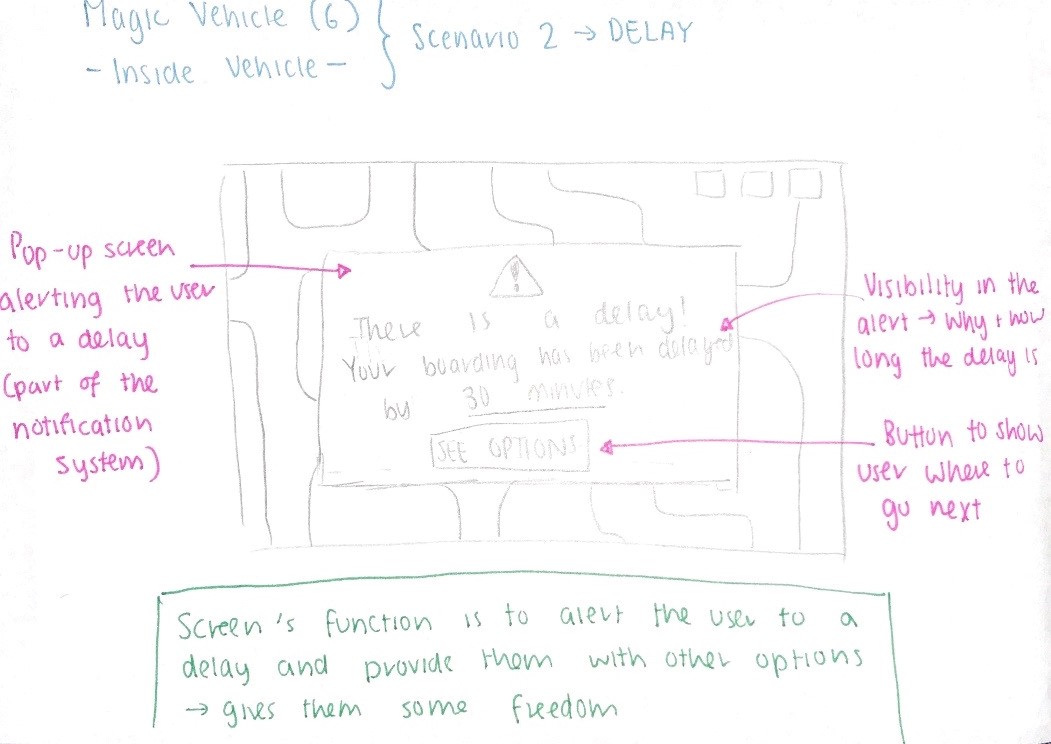 Magic Vehicle (6)
- Inside Vehicle -
Scenario 2 → DELAY
Pop-up screen
alerting the user
to a delay
(part of the
notification
system)
!
There is a delay!
Your boarding has been delayed
by 30 minutes.
SEE OPTIONS
Visibility in the
alert → Why + how
long the delay is
Button to show
user where to
go next
Screen's function is to alert the user to a
delay and provide them with other options
→ gives them some freedom